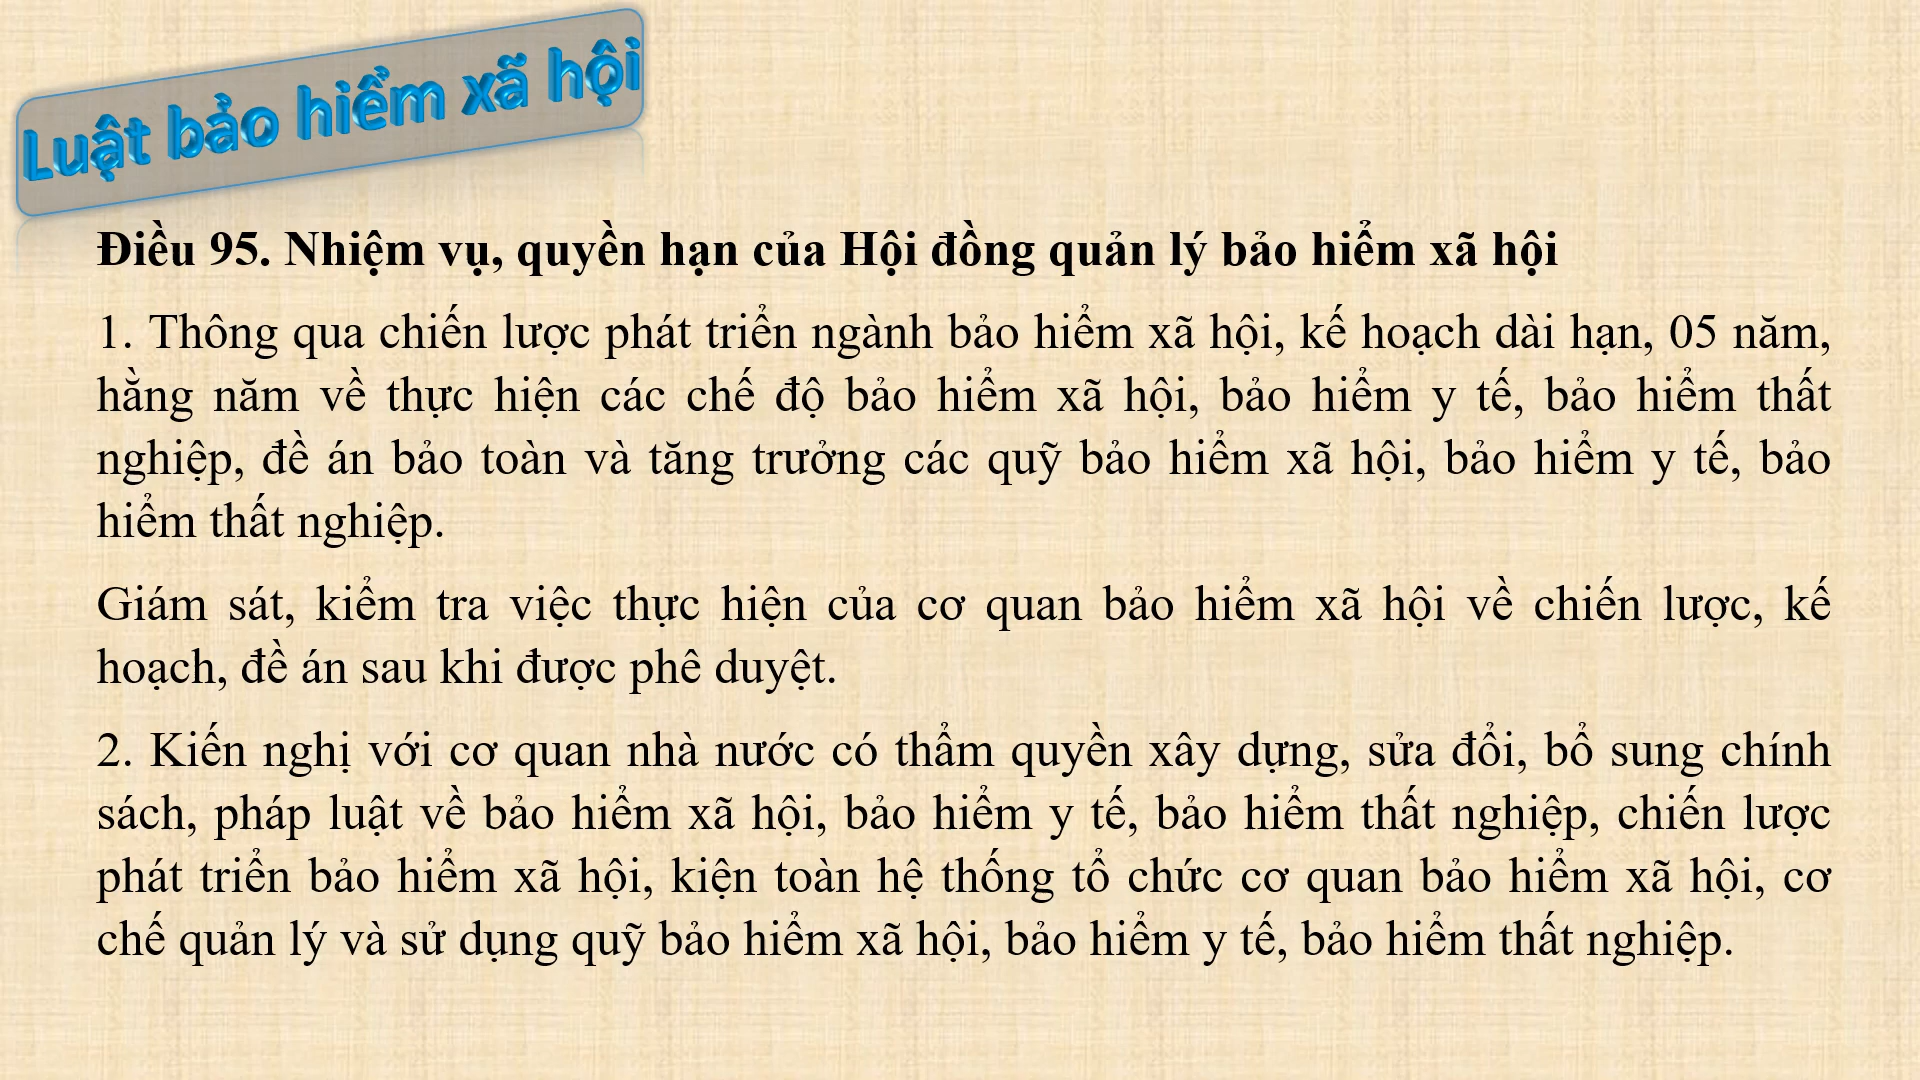 Luật bảo hiểm xã hội
Điều 95. Nhiệm vụ, quyền hạn của Hội đồng quản lý bảo hiểm xã hội
1. Thông qua chiến lược phát triển ngành bảo hiểm xã hội, kế hoạch dài hạn, 05 năm,
hằng năm về thực hiện các chế độ bảo hiểm xã hội, bảo hiểm y tế, bảo hiểm thất
nghiệp, đề án bảo toàn và tăng trưởng các quỹ bảo hiểm xã hội, bảo hiểm y tế, bảo
hiểm thất nghiệp.
Giám sát, kiểm tra việc thực hiện của cơ quan bảo hiểm xã hội về chiến lược, kế
hoạch, đề án sau khi được phê duyệt.
2. Kiến nghị với cơ quan nhà nước có thẩm quyền xây dựng, sửa đổi, bổ sung chính
sách, pháp luật về bảo hiểm xã hội, bảo hiểm y tế, bảo hiểm thất nghiệp, chiến lược
phát triển bảo hiểm xã hội, kiện toàn hệ thống tổ chức cơ quan bảo hiểm xã hội, cơ
chế quản lý và sử dụng quỹ bảo hiểm xã hội, bảo hiểm y tế, bảo hiểm thất nghiệp.